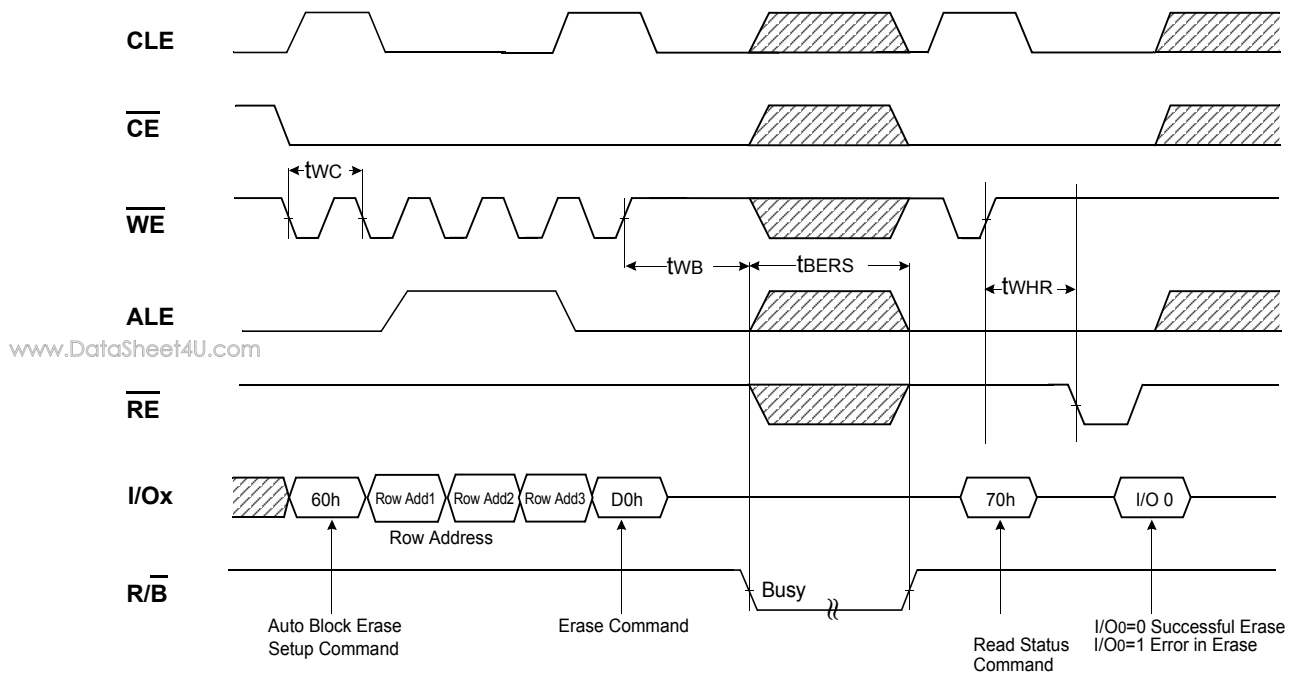 CLE
CE
tWC
WE
tWB
tBERS
tWHR
ALE
www.DataSheet4U.com
RE
I/Ox
60h
Row Add1
Row Add2
Row Add3
D0h
70h
I/O 0
Row Address
R/B
Busy
Auto Block Erase
Setup Command
Erase Command
Read Status
Command
I/O0=0 Successful Erase
I/O0=1 Error in Erase